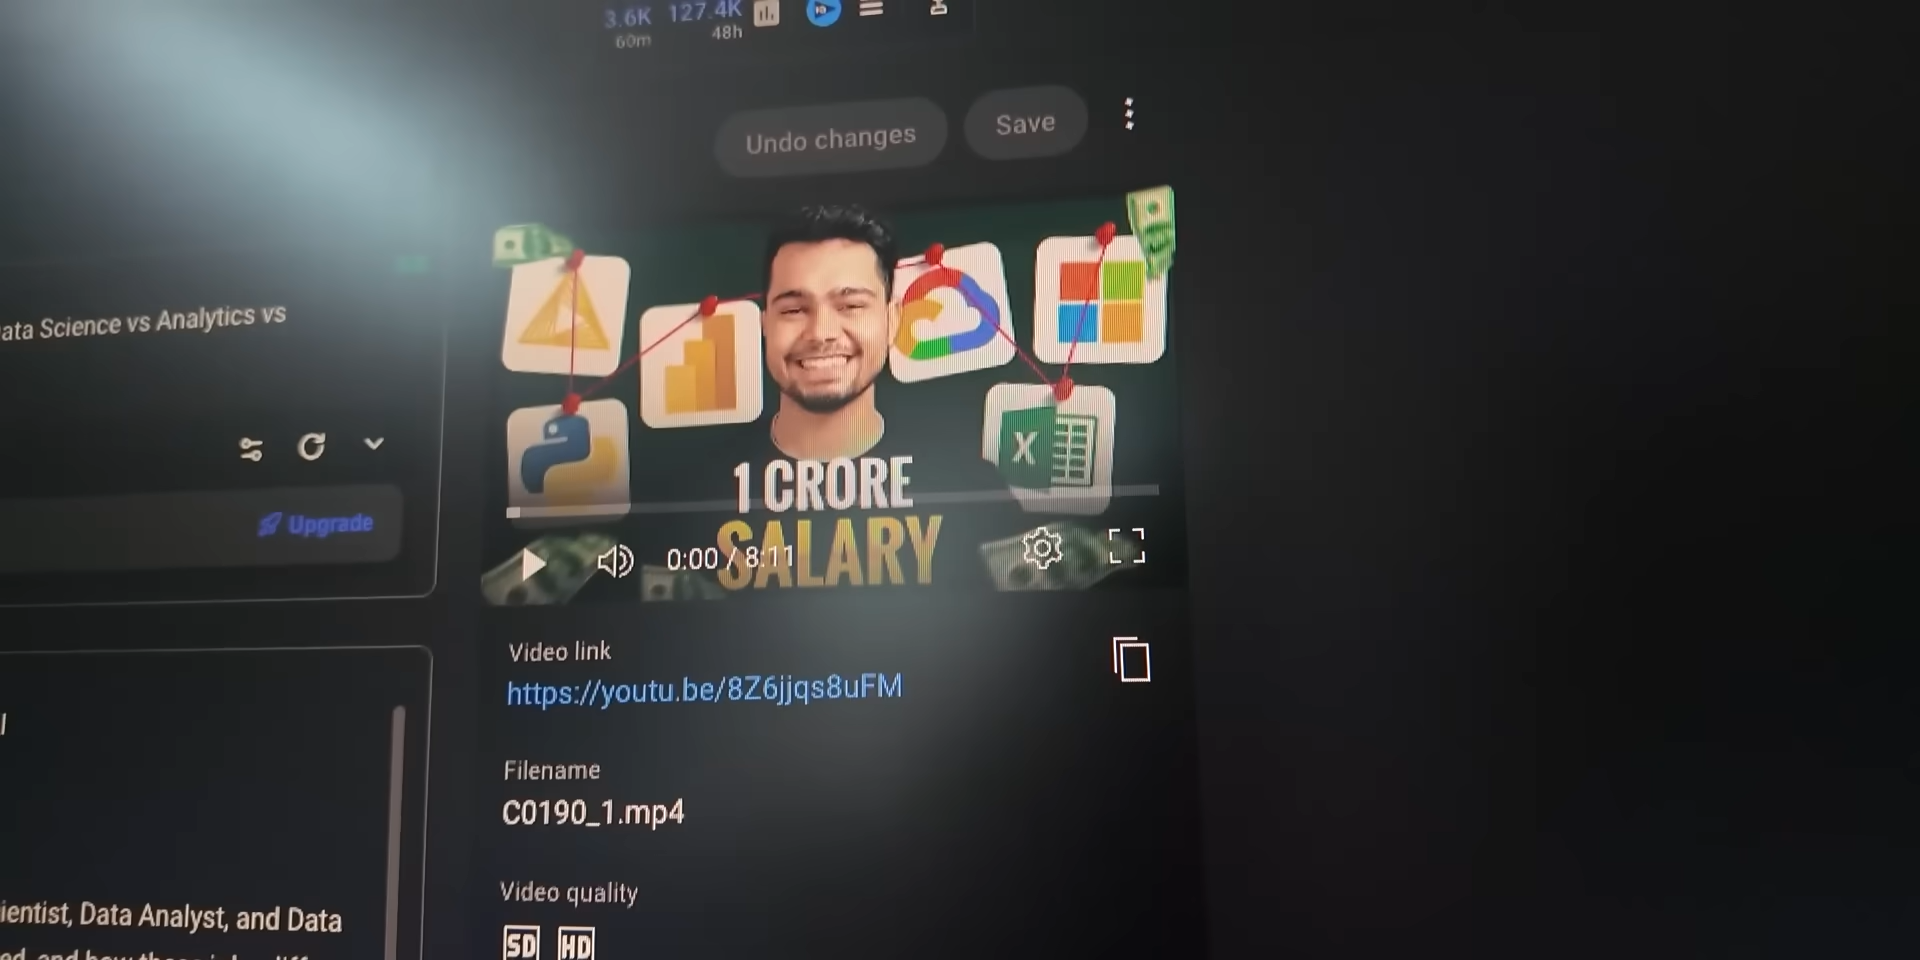 3.6K 127.4K
60m 48h
Undo changes Save
ata Science vs Analytics vs
Upgrade
X
1 CRORE
SALARY
0:00 / 8:11
Video link
https://youtu.be/8Z6jjqs8uFM
Filename
C0190_1.mp4
Video quality
SD HD
ientist, Data Analyst, and Data